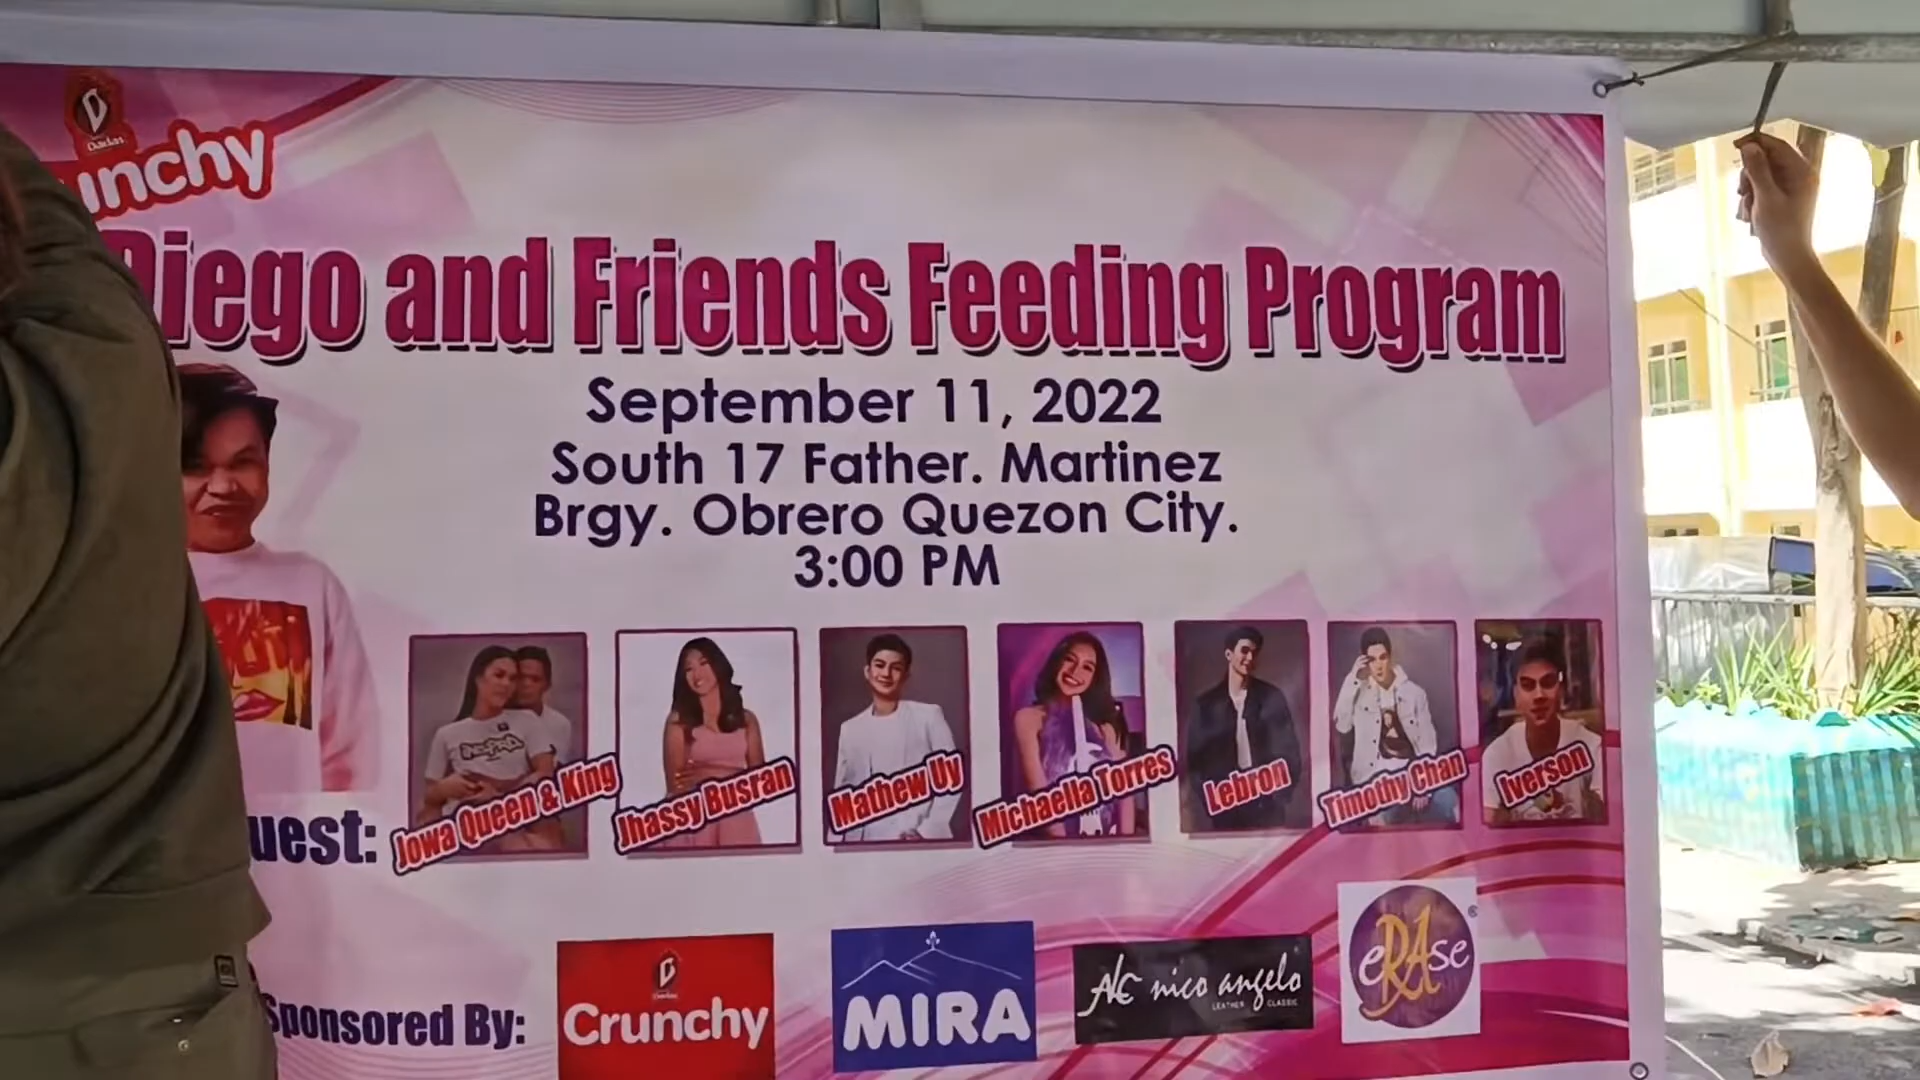 Dadas
unchy
Diego and Friends Feeding Program
September 11, 2022
South 17 Father. Martinez
Brgy. Obrero Quezon City.
3:00 PM
uest:
Jowa Queen & King
Jhassy Busran
Mathew Uy
Michaella Torres
Lebron
Timothy Chan
Iverson
Sponsored By:
Crunchy
MIRA
nico angelo
LEATHER CLASSIC
eRAse
®